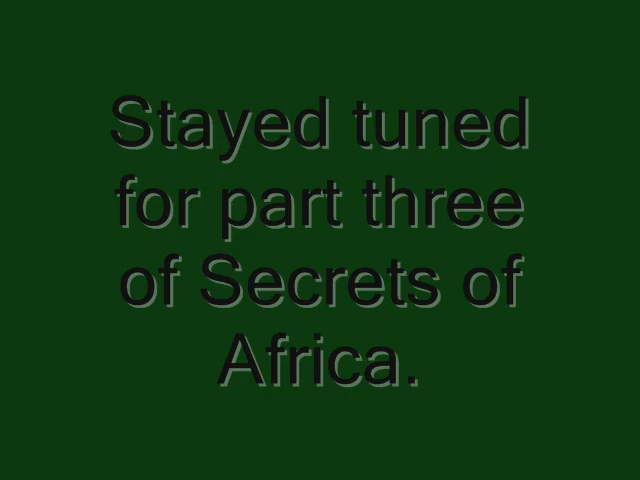 Stayed tuned
for part three
of Secrets of
Africa.